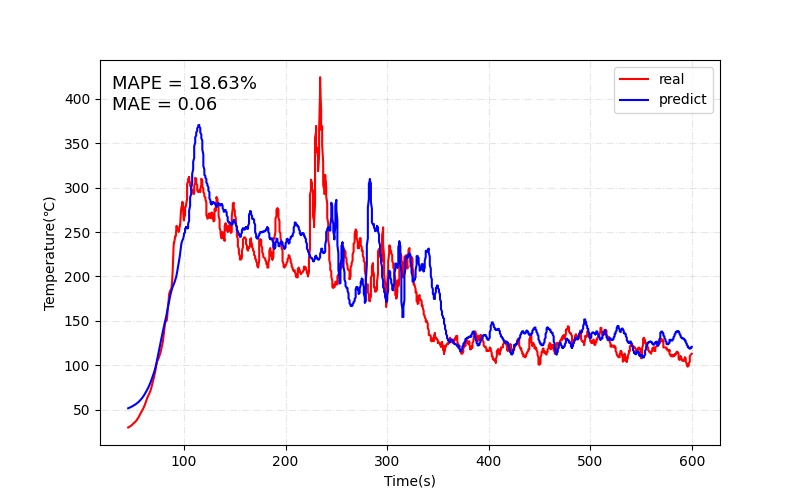 MAPE = 18.63%
MAE = 0.06
real
predict
400
350
300
250
200
150
100
50
Temperature(℃)
100 200 300 400 500 600
Time(s)